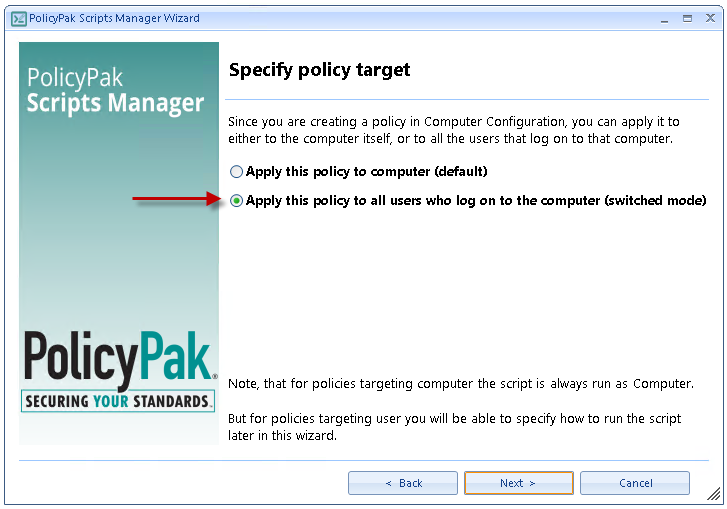 PolicyPak Scripts Manager Wizard
PolicyPak
Scripts Manager
Specify policy target
Since you are creating a policy in Computer Configuration, you can apply it to
either to the computer itself, or to all the users that log on to that computer.
Apply this policy to computer (default)
Apply this policy to all users who log on to the computer (switched mode)
PolicyPak®
SECURING YOUR STANDARDS.
Note, that for policies targeting computer the script is always run as Computer.
But for policies targeting user you will be able to specify how to run the script
later in this wizard.
< Back
Next >
Cancel